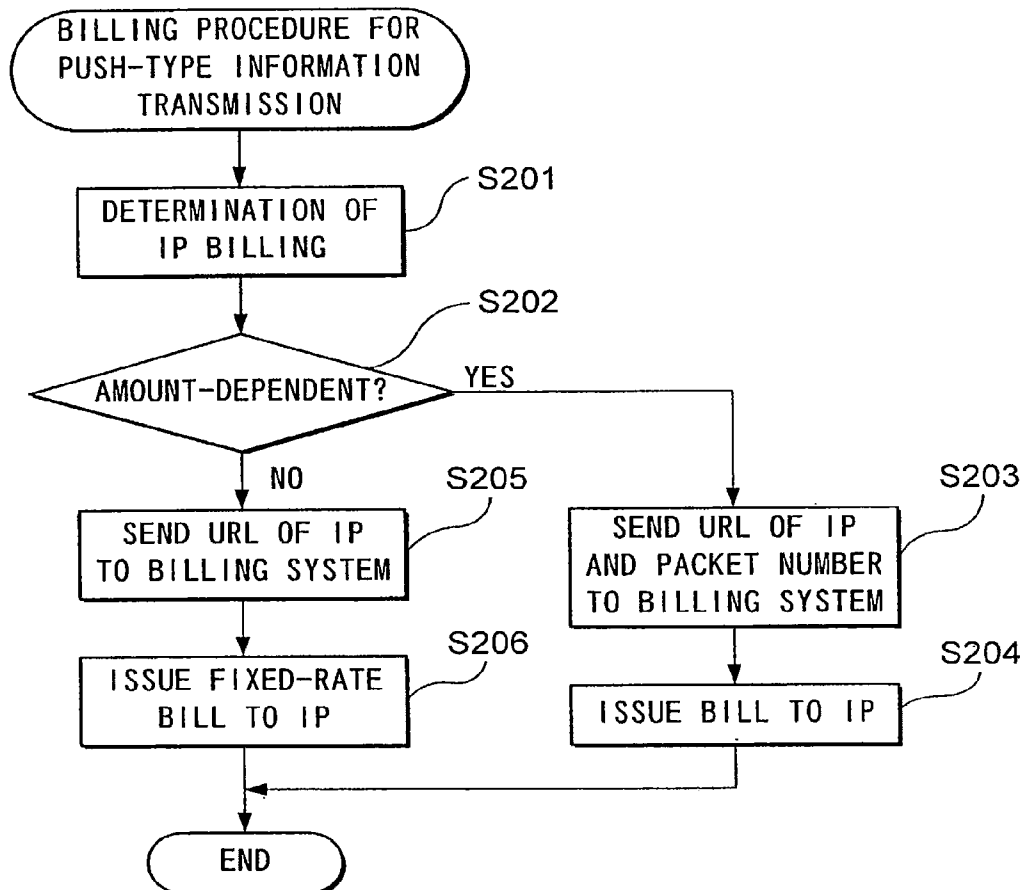 BILLING PROCEDURE FOR
PUSH-TYPE INFORMATION
TRANSMISSION
S201
DETERMINATION OF
IP BILLING
S202
AMOUNT-DEPENDENT?
YES
NO
S205
SEND URL OF IP
TO BILLING SYSTEM
S203
SEND URL OF IP
AND PACKET NUMBER
TO BILLING SYSTEM
S206
ISSUE FIXED-RATE
BILL TO IP
S204
ISSUE BILL TO IP
END